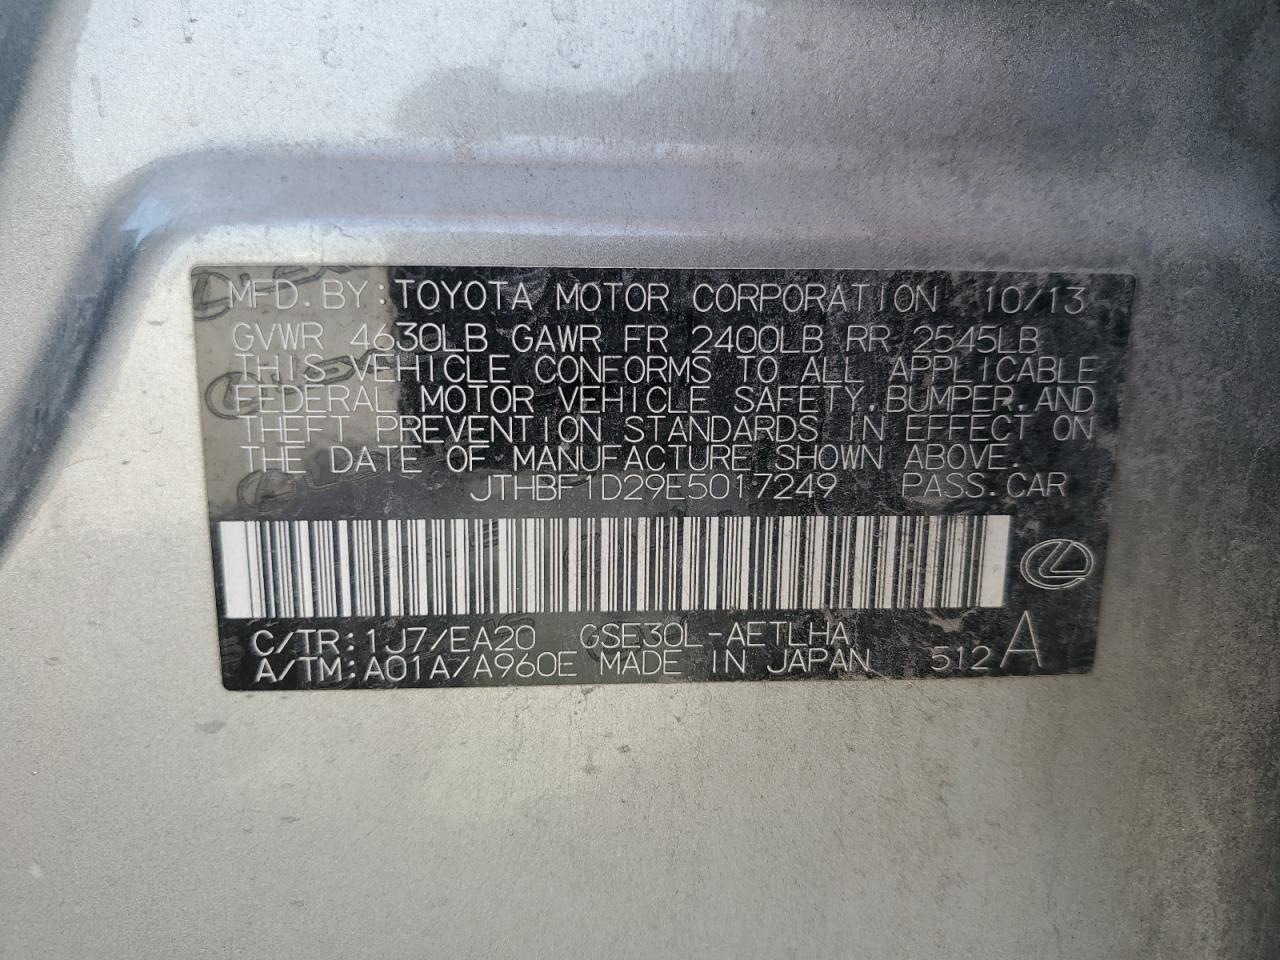 MFD. BY: TOYOTA MOTOR CORPORATION 10/13
GVWR 4630LB GAWR FR 2400LB RR 2545LB
THIS VEHICLE CONFORMS TO ALL APPLICABLE
FEDERAL MOTOR VEHICLE SAFETY, BUMPER, AND
THEFT PREVENTION STANDARDS IN EFFECT ON
THE DATE OF MANUFACTURE SHOWN ABOVE.
JTHBF1D29E5017249 PASS. CAR
C/TR: 1J7/EA20 GSE30L-AETLHA
A/TM: A01A/A960E MADE IN JAPAN 512 A